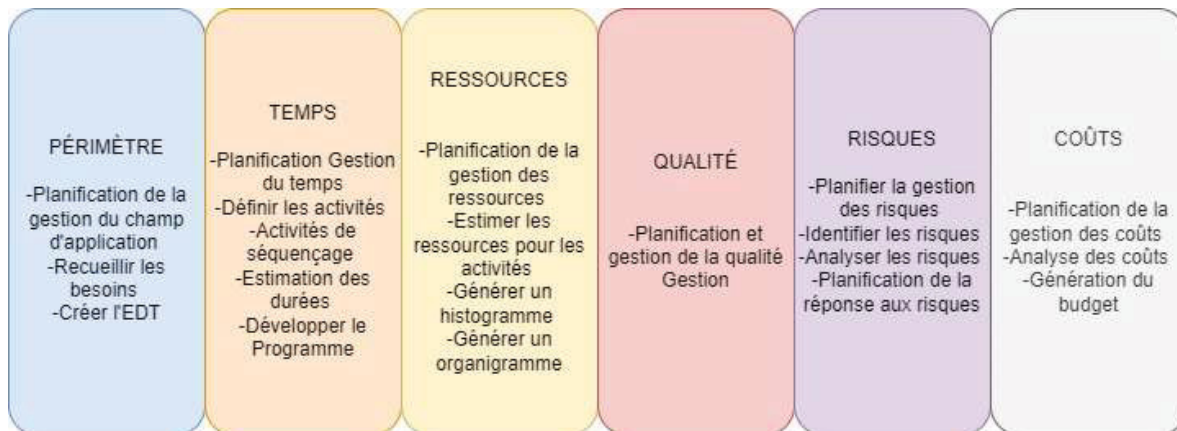 PÉRIMÈTRE
-Planification de la
gestion du champ
d'application
-Recueillir les
besoins
-Créer l'EDT
TEMPS
-Planification Gestion
du temps
-Définir les activités
-Activités de
séquençage
-Estimation des
durées
-Développer le
Programme
RESSOURCES
-Planification de la
gestion des
ressources
-Estimer les
ressources pour les
activités
-Générer un
histogramme
-Générer un
organigramme
QUALITÉ
-Planification et
gestion de la qualité
Gestion
RISQUES
-Planifier la gestion
des risques
-Identifier les risques
-Analyser les risques
-Planification de la
réponse aux risques
COÛTS
-Planification de la
gestion des coûts
-Analyse des coûts
-Génération du
budget